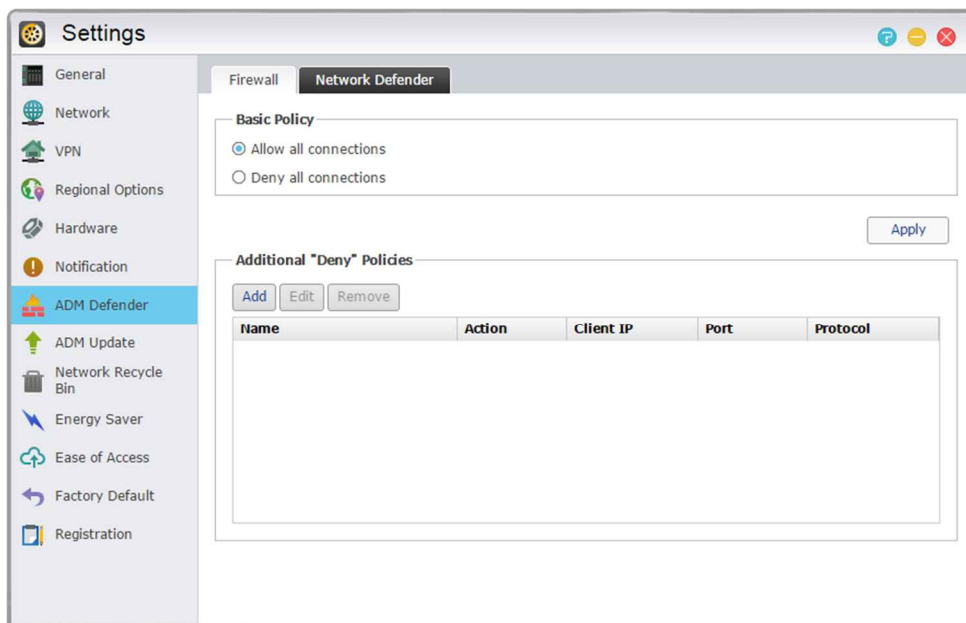 Settings
General
Network
VPN
Regional Options
Hardware
Notification
ADM Defender
ADM Update
Network Recycle
Bin
Energy Saver
Ease of Access
Factory Default
Registration
Firewall Network Defender
Basic Policy
Allow all connections
Deny all connections
Apply
Additional "Deny" Policies
Add Edit Remove
Name Action Client IP Port Protocol